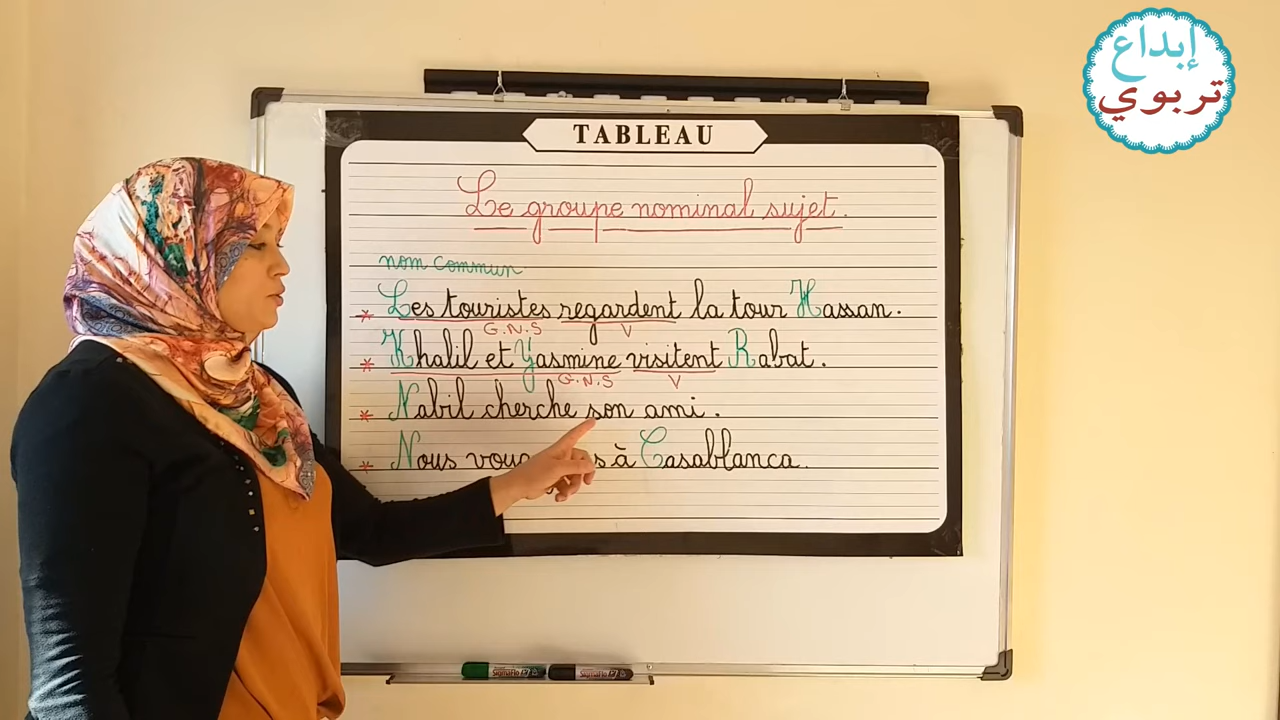 إبداع
تربوي
TABLEAU
Le groupe nominal sujet.
nom commun
* Les touristes regardent la tour Hassan.
G.N.S V
* Khalil et Yasmine visitent Rabat.
G.N.S V
* Nabil cherche son ami.
* Nous à Casablanca.